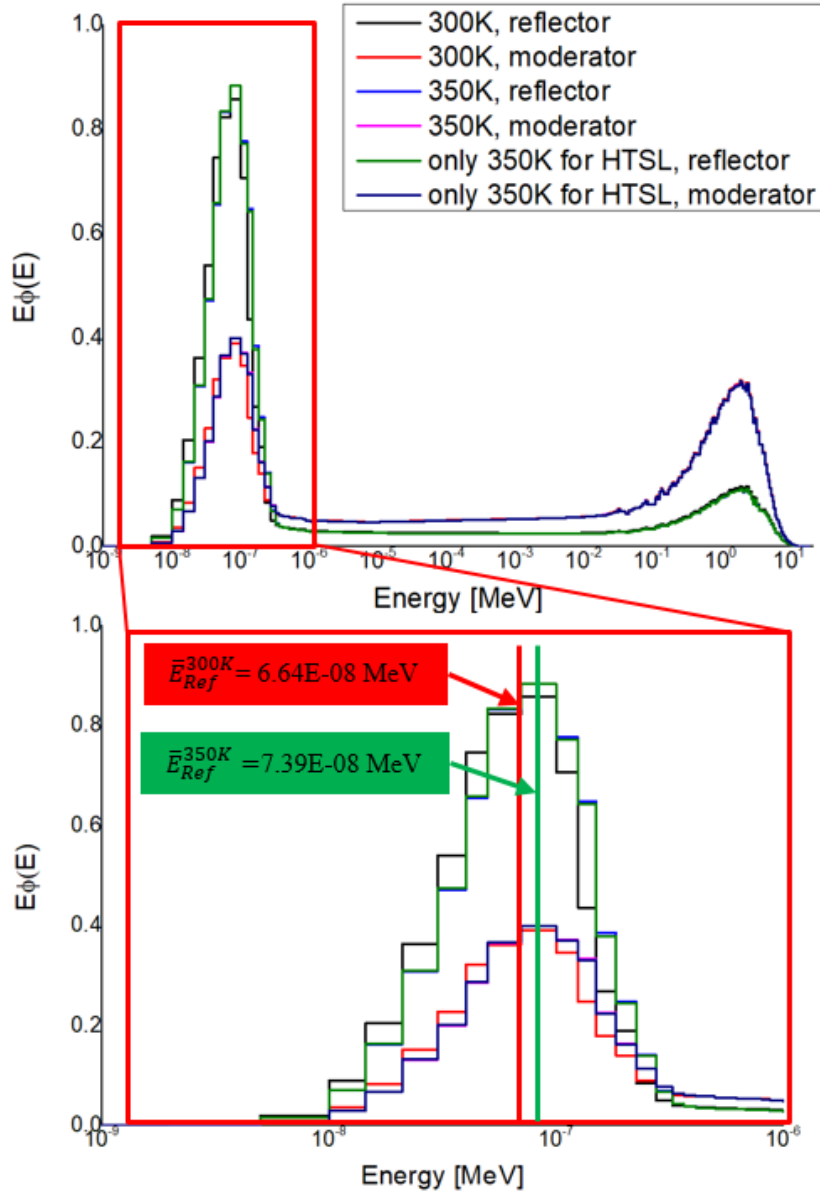 1.0
0.8
0.6
0.4
0.2
0.0
Eϕ(E)
300K, reflector
300K, moderator
350K, reflector
350K, moderator
only 350K for HTSL, reflector
only 350K for HTSL, moderator
10⁻⁹ 10⁻⁸ 10⁻⁷ 10⁻⁶ 10⁻⁵ 10⁻⁴ 10⁻³ 10⁻² 10⁻¹ 10⁰ 10¹
Energy [MeV]
1.0
0.8
0.6
0.4
0.2
0.0
Eϕ(E)
Ē_Ref^300K = 6.64E-08 MeV
Ē_Ref^350K =7.39E-08 MeV
10⁻⁹ 10⁻⁸ 10⁻⁷ 10⁻⁶
Energy [MeV]